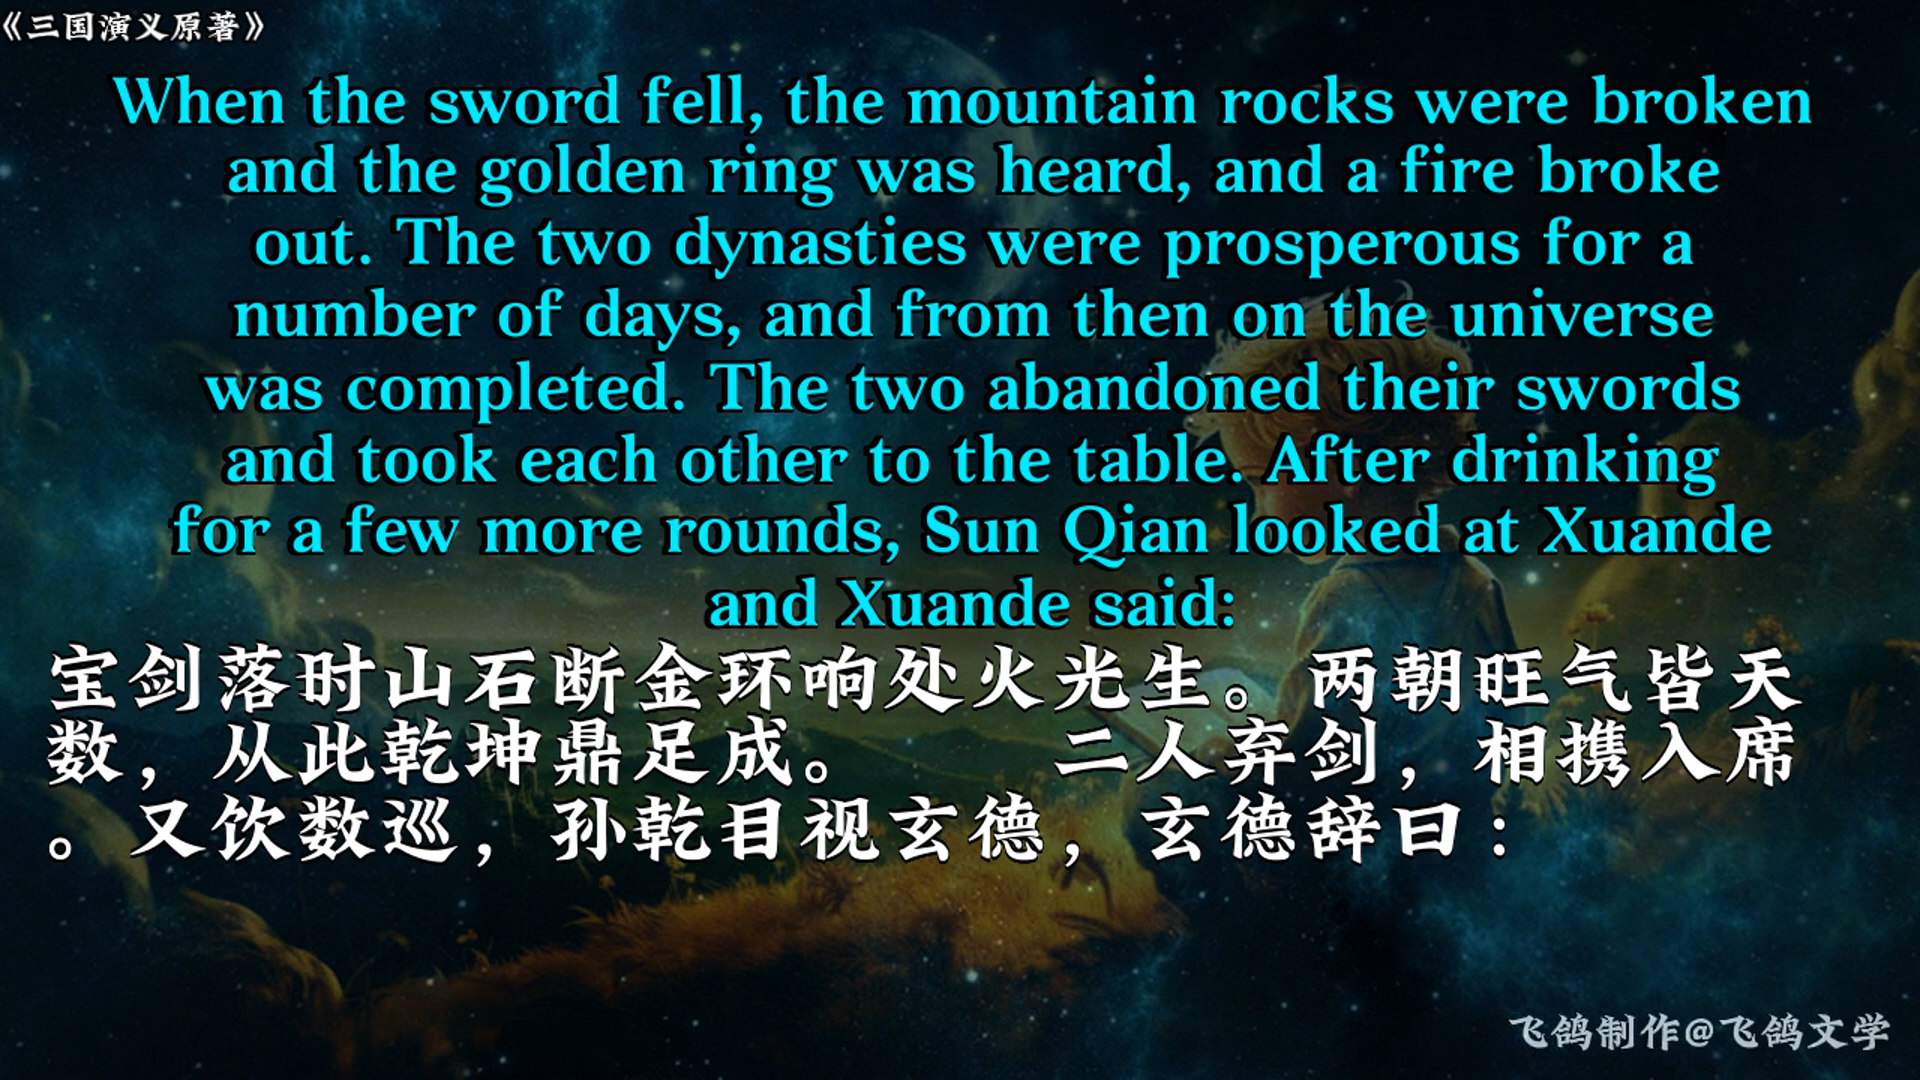 《三国演义原著》
When the sword fell, the mountain rocks were broken
and the golden ring was heard, and a fire broke
out. The two dynasties were prosperous for a
number of days, and from then on the universe
was completed. The two abandoned their swords
and took each other to the table. After drinking
for a few more rounds, Sun Qian looked at Xuande
and Xuande said:
宝剑落时山石断金环响处火光生。两朝旺气皆天
数，从此乾坤鼎足成。　　二人弃剑，相携入席
。又饮数巡，孙乾目视玄德，玄德辞曰：
飞鸽制作@飞鸽文学